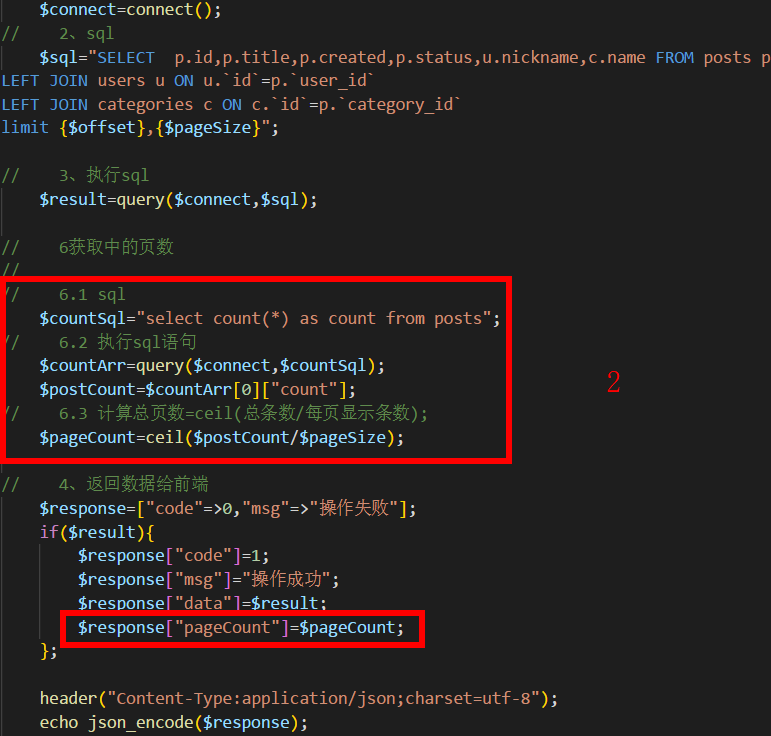 $connect=connect();
//    2、sql
$sql="SELECT  p.id,p.title,p.created,p.status,u.nickname,c.name FROM posts p
LEFT JOIN users u ON u.`id`=p.`user_id`
LEFT JOIN categories c ON c.`id`=p.`category_id`
limit {$offset},{$pageSize}";
//    3、执行sql
$result=query($connect,$sql);
//    6获取中的页数
//
//    6.1 sql
$countSql="select count(*) as count from posts";
//    6.2 执行sql语句
$countArr=query($connect,$countSql);
$postCount=$countArr[0]["count"];
//    6.3 计算总页数=ceil(总条数/每页显示条数);
$pageCount=ceil($postCount/$pageSize);
2
//    4、返回数据给前端
$response=["code"=>0,"msg"=>"操作失败"];
if($result){
$response["code"]=1;
$response["msg"]="操作成功";
$response["data"]=$result;
$response["pageCount"]=$pageCount;
};
header("Content-Type:application/json;charset=utf-8");
echo json_encode($response);